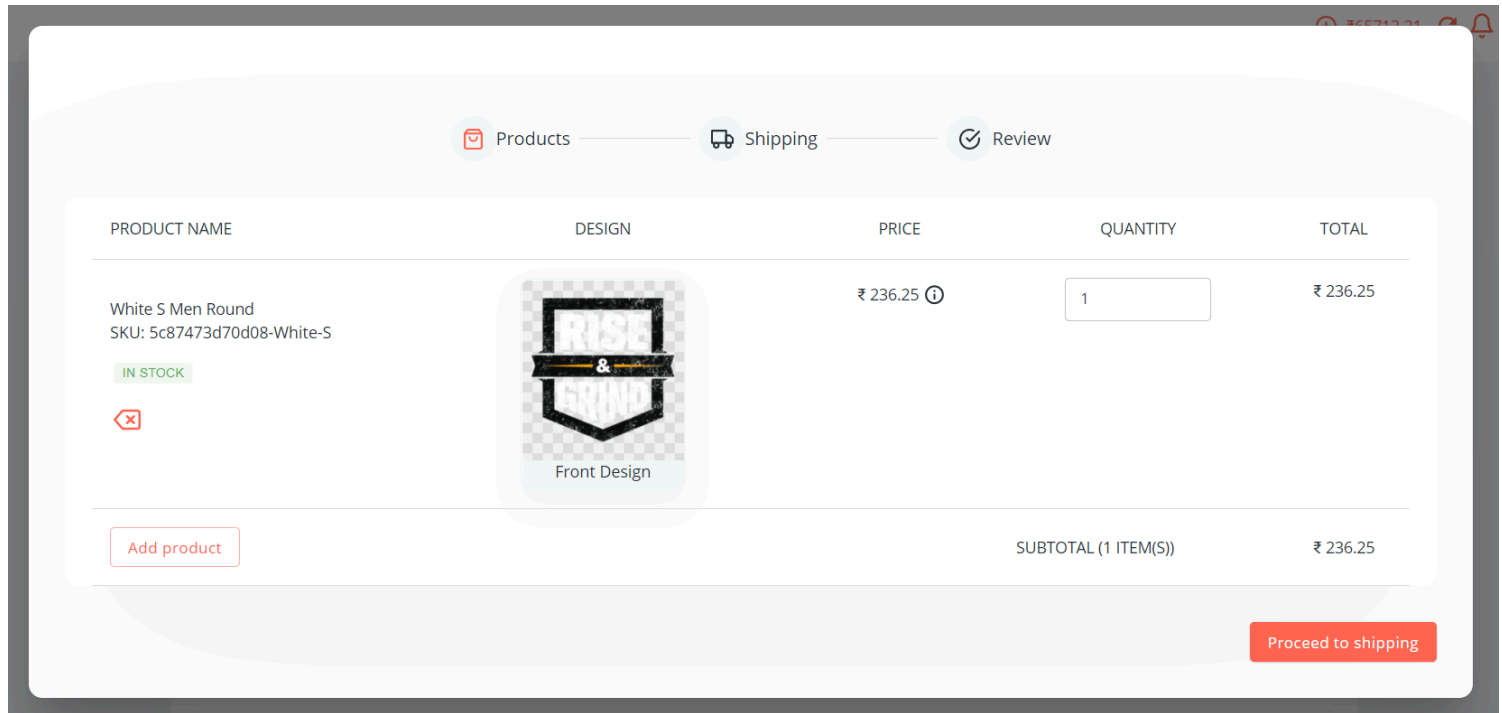 Products
Shipping
Review
PRODUCT NAME
DESIGN
PRICE
QUANTITY
TOTAL
White S Men Round
SKU: 5c87473d70d08-White-S
IN STOCK
RISE
&
GRIND
Front Design
₹ 236.25
1
₹ 236.25
Add product
SUBTOTAL (1 ITEM(S))
₹ 236.25
Proceed to shipping